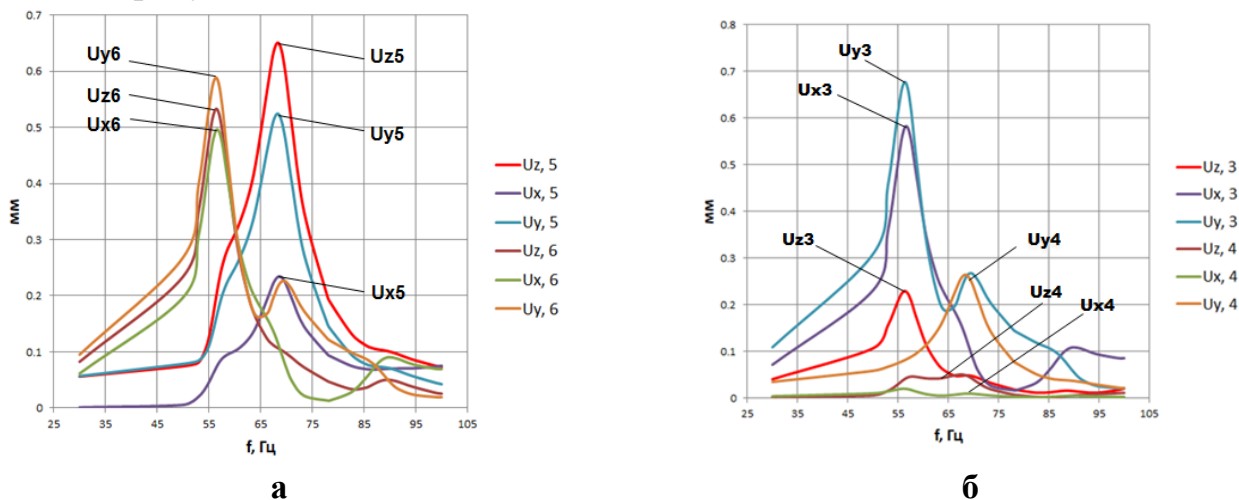 0.7
0.6
0.5
0.4
0.3
0.2
0.1
0
мм
25 35 45 55 65 75 85 95 105
f, Гц
Uy6
Uz6
Ux6
Uz5
Uy5
Ux5
Uz, 5
Ux, 5
Uy, 5
Uz, 6
Ux, 6
Uy, 6
а
0.8
0.7
0.6
0.5
0.4
0.3
0.2
0.1
0
мм
25 35 45 55 65 75 85 95 105
f, Гц
Uy3
Ux3
Uz3
Uy4
Uz4
Ux4
Uz, 3
Ux, 3
Uy, 3
Uz, 4
Ux, 4
Uy, 4
б